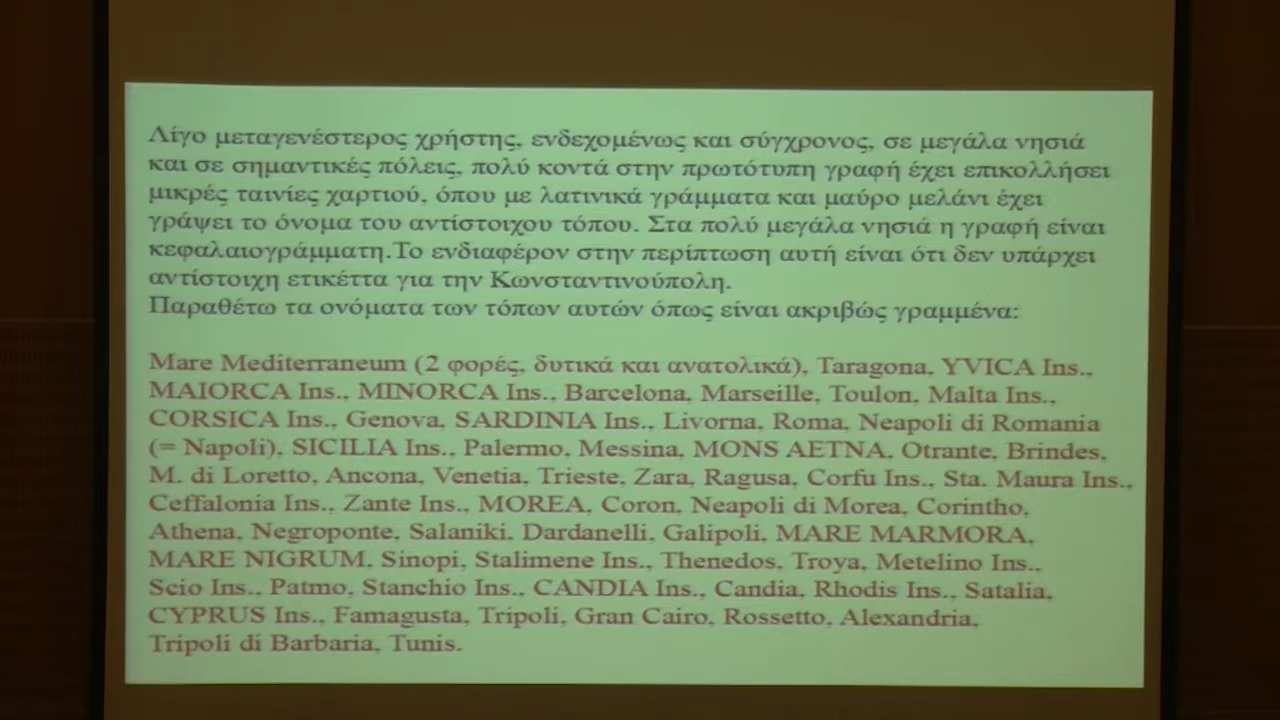 Λίγο μεταγενέστερος χρήστης, ενδεχομένως και σύγχρονος, σε μεγάλα νησιά
και σε σημαντικές πόλεις, πολύ κοντά στην πρωτότυπη γραφή έχει επικολλήσει
μικρές ταινίες χαρτιού, όπου με λατινικά γράμματα και μαύρο μελάνι έχει
γράψει το όνομα του αντίστοιχου τόπου. Στα πολύ μεγάλα νησιά η γραφή είναι
κεφαλαιογράμματη.Το ενδιαφέρον στην περίπτωση αυτή είναι ότι δεν υπάρχει
αντίστοιχη ετικέττα για την Κωνσταντινούπολη.
Παραθέτω τα ονόματα των τόπων αυτών όπως είναι ακριβώς γραμμένα:
Mare Mediterraneum (2 φορές, δυτικά και ανατολικά), Taragona, YVICA Ins.,
MAIORCA Ins., MINORCA Ins., Barcelona, Marseille, Toulon, Malta Ins.,
CORSICA Ins., Genova, SARDINIA Ins., Livorna, Roma, Neapoli di Romania
(= Napoli), SICILIA Ins., Palermo, Messina, MONS AETNA, Otrante, Brindes,
M. di Loretto, Ancona, Venetia, Trieste, Zara, Ragusa, Corfu Ins., Sta. Maura Ins.,
Ceffalonia Ins., Zante Ins., MOREA, Coron, Neapoli di Morea, Corintho,
Athena, Negroponte, Salaniki, Dardanelli, Galipoli, MARE MARMORA,
MARE NIGRUM, Sinopi, Stalimene Ins., Thenedos, Troya, Metelino Ins.,
Scio Ins., Patmo, Stanchio Ins., CANDIA Ins., Candia, Rhodis Ins., Satalia,
CYPRUS Ins., Famagusta, Tripoli, Gran Cairo, Rossetto, Alexandria,
Tripoli di Barbaria, Tunis.